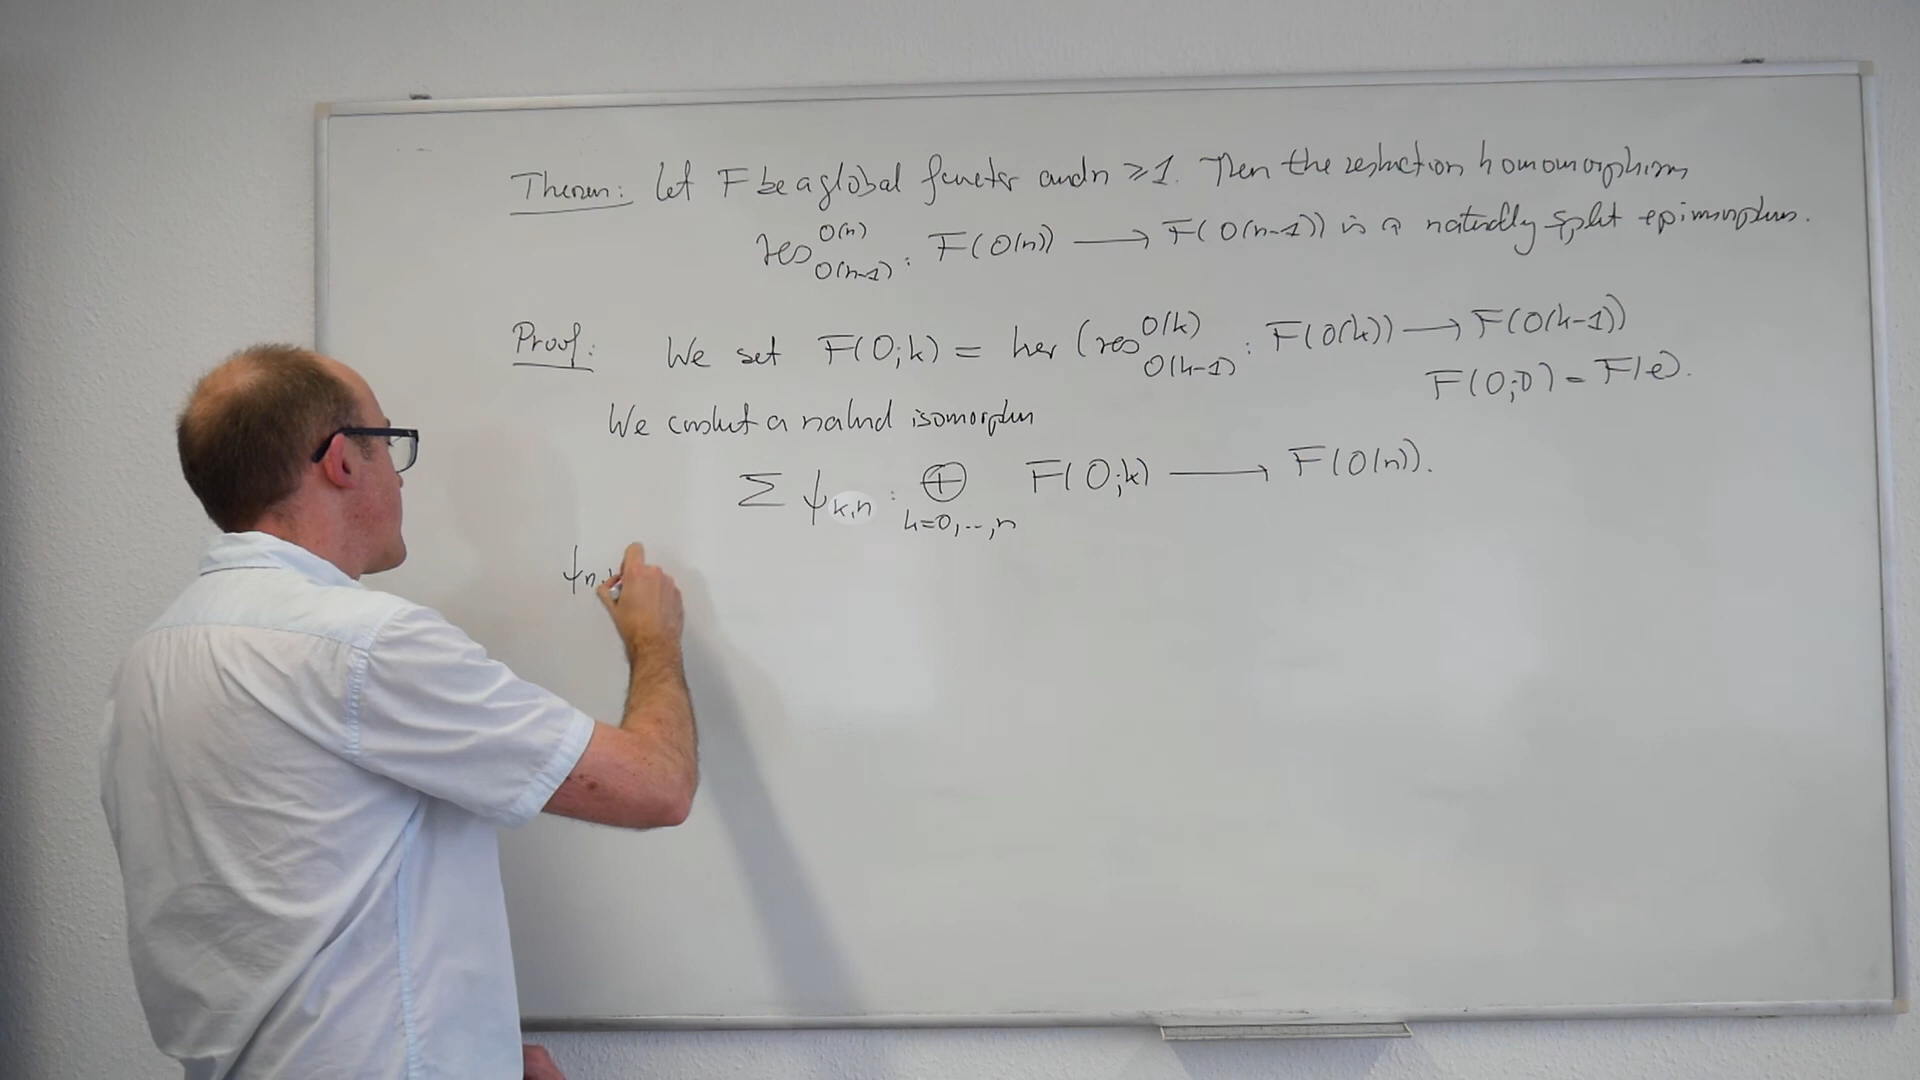 Theorem: Let F be a global functor and n ≥ 1. Then the restriction homomorphism
res^{O(n)}_{O(n-1)} : F(O(n)) ⟶ F(O(n-1)) is a naturally split epimorphism.
Proof: We set F(O;k) = ker (res^{O(k)}_{O(k-1)} : F(O(k)) ⟶ F(O(k-1))
F(O;0) = F(e).
We construct a natural isomorphism
Σ ψ_{k,n} : ⊕_{k=0,...,n} F(O;k) ⟶ F(O(n)).
ψ_{n,